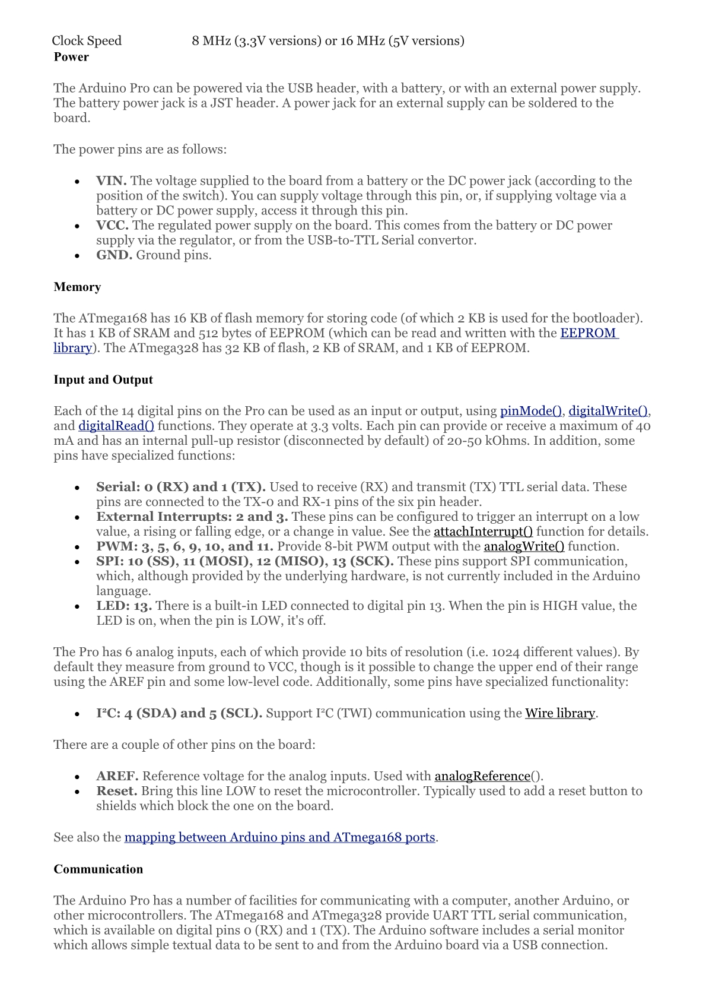 Clock Speed 8 MHz (3.3V versions) or 16 MHz (5V versions)
Power
The Arduino Pro can be powered via the USB header, with a battery, or with an external power supply.
The battery power jack is a JST header. A power jack for an external supply can be soldered to the
board.
The power pins are as follows:
• VIN. The voltage supplied to the board from a battery or the DC power jack (according to the
position of the switch). You can supply voltage through this pin, or, if supplying voltage via a
battery or DC power supply, access it through this pin.
• VCC. The regulated power supply on the board. This comes from the battery or DC power
supply via the regulator, or from the USB-to-TTL Serial convertor.
• GND. Ground pins.
Memory
The ATmega168 has 16 KB of flash memory for storing code (of which 2 KB is used for the bootloader).
It has 1 KB of SRAM and 512 bytes of EEPROM (which can be read and written with the EEPROM
library). The ATmega328 has 32 KB of flash, 2 KB of SRAM, and 1 KB of EEPROM.
Input and Output
Each of the 14 digital pins on the Pro can be used as an input or output, using pinMode(), digitalWrite(),
and digitalRead() functions. They operate at 3.3 volts. Each pin can provide or receive a maximum of 40
mA and has an internal pull-up resistor (disconnected by default) of 20-50 kOhms. In addition, some
pins have specialized functions:
• Serial: 0 (RX) and 1 (TX). Used to receive (RX) and transmit (TX) TTL serial data. These
pins are connected to the TX-0 and RX-1 pins of the six pin header.
• External Interrupts: 2 and 3. These pins can be configured to trigger an interrupt on a low
value, a rising or falling edge, or a change in value. See the attachInterrupt() function for details.
• PWM: 3, 5, 6, 9, 10, and 11. Provide 8-bit PWM output with the analogWrite() function.
• SPI: 10 (SS), 11 (MOSI), 12 (MISO), 13 (SCK). These pins support SPI communication,
which, although provided by the underlying hardware, is not currently included in the Arduino
language.
• LED: 13. There is a built-in LED connected to digital pin 13. When the pin is HIGH value, the
LED is on, when the pin is LOW, it's off.
The Pro has 6 analog inputs, each of which provide 10 bits of resolution (i.e. 1024 different values). By
default they measure from ground to VCC, though is it possible to change the upper end of their range
using the AREF pin and some low-level code. Additionally, some pins have specialized functionality:
• I²C: 4 (SDA) and 5 (SCL). Support I²C (TWI) communication using the Wire library.
There are a couple of other pins on the board:
• AREF. Reference voltage for the analog inputs. Used with analogReference().
• Reset. Bring this line LOW to reset the microcontroller. Typically used to add a reset button to
shields which block the one on the board.
See also the mapping between Arduino pins and ATmega168 ports.
Communication
The Arduino Pro has a number of facilities for communicating with a computer, another Arduino, or
other microcontrollers. The ATmega168 and ATmega328 provide UART TTL serial communication,
which is available on digital pins 0 (RX) and 1 (TX). The Arduino software includes a serial monitor
which allows simple textual data to be sent to and from the Arduino board via a USB connection.